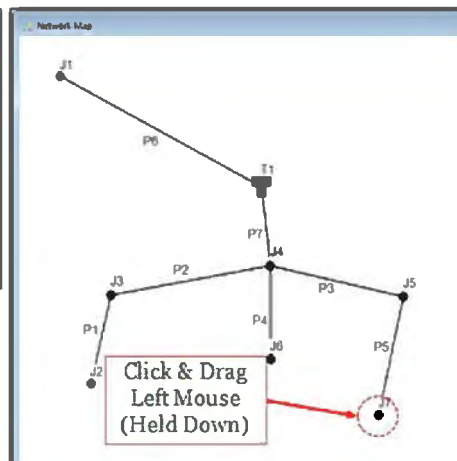 Network Map
J1
P6
T1
P7
J4
J3
P2
P3
J5
P1
P4
P5
J6
J2
J7
Click & Drag
Left Mouse
(Held Down)